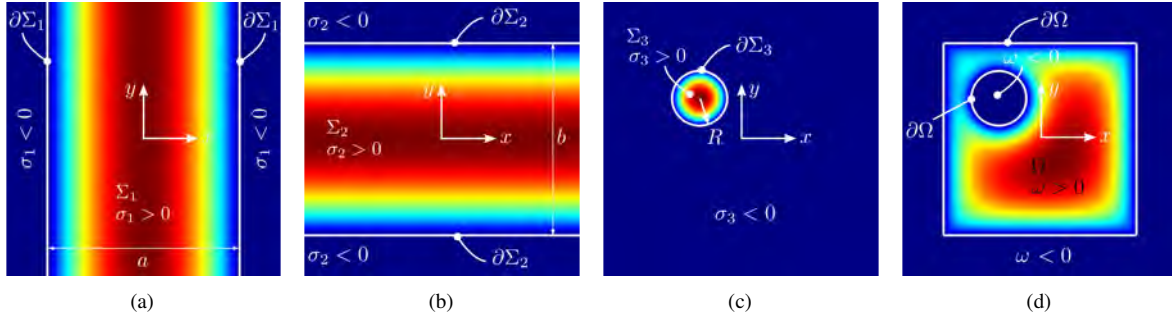 ∂Σ₁
∂Σ₁
σ₁ < 0
y
σ₁ < 0
Σ₁
σ₁ > 0
a
(a)
σ₂ < 0
∂Σ₂
y
b
Σ₂
σ₂ > 0
x
σ₂ < 0
∂Σ₂
(b)
Σ₃
σ₃ > 0
∂Σ₃
y
R
x
σ₃ < 0
(c)
∂Ω
ω < 0
y
∂Ω
x
Ω
ω > 0
ω < 0
(d)